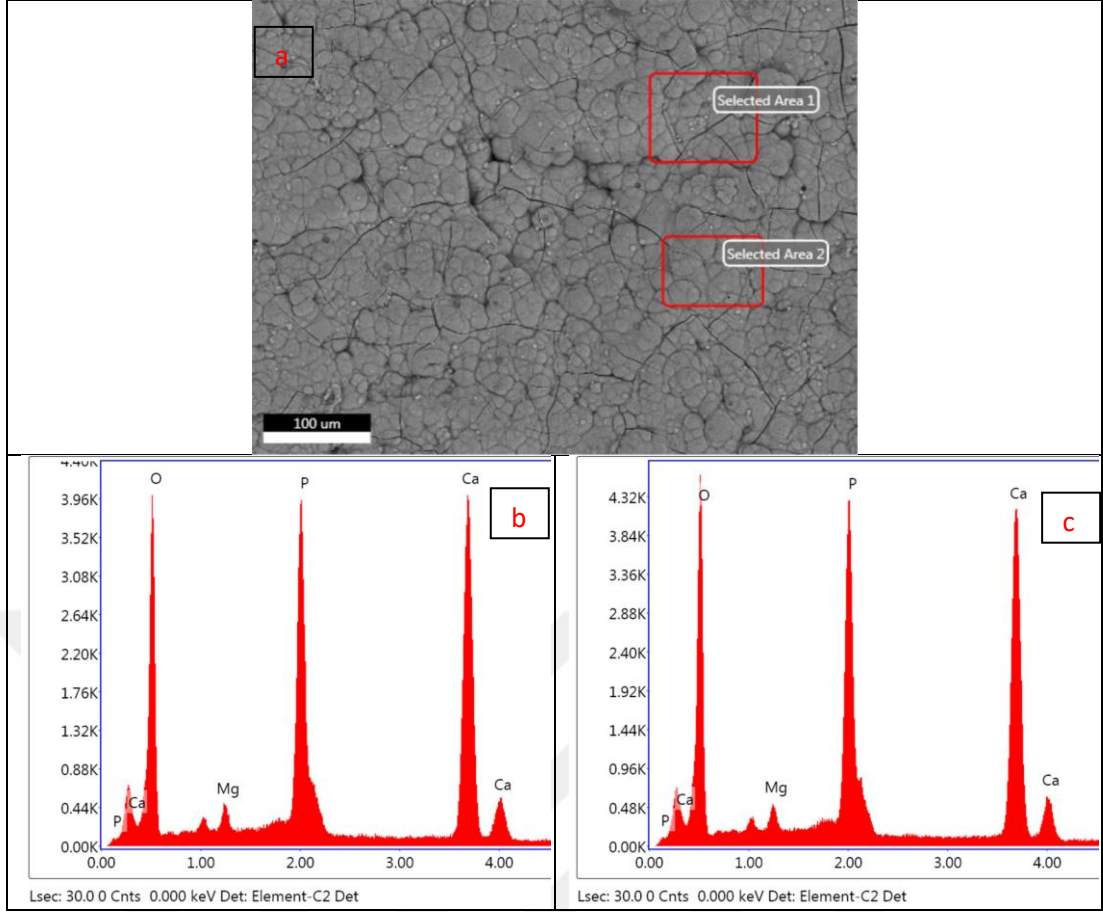 a
Selected Area 1
Selected Area 2
100 um
4.40K
O
P
Ca
b
3.96K
3.52K
3.08K
2.64K
2.20K
1.76K
1.32K
0.88K
Mg
Ca
Ca
0.44K
P
0.00K
0.00 1.00 2.00 3.00 4.00
Lsec: 30.0 0 Cnts 0.000 keV Det: Element-C2 Det
O
P
Ca
c
4.32K
3.84K
3.36K
2.88K
2.40K
1.92K
1.44K
0.96K
Mg
Ca
Ca
0.48K
P
0.00K
0.00 1.00 2.00 3.00 4.00
Lsec: 30.0 0 Cnts 0.000 keV Det: Element-C2 Det